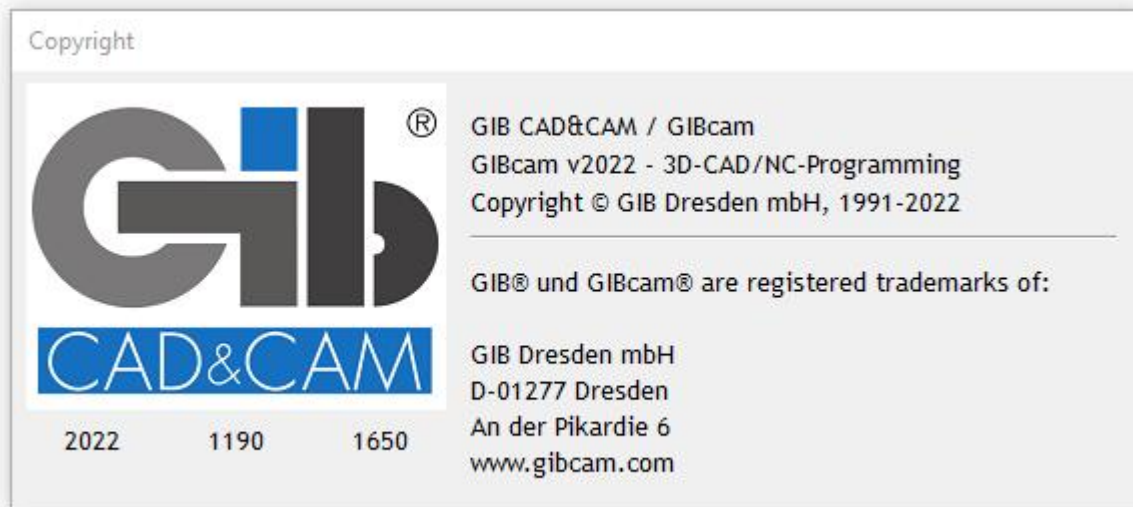 Copyright
Gib ®
CAD&CAM
2022 1190 1650
GIB CAD&CAM / GIBcam
GIBcam v2022 - 3D-CAD/NC-Programming
Copyright © GIB Dresden mbH, 1991-2022
GIB® und GIBcam® are registered trademarks of:
GIB Dresden mbH
D-01277 Dresden
An der Pikardie 6
www.gibcam.com